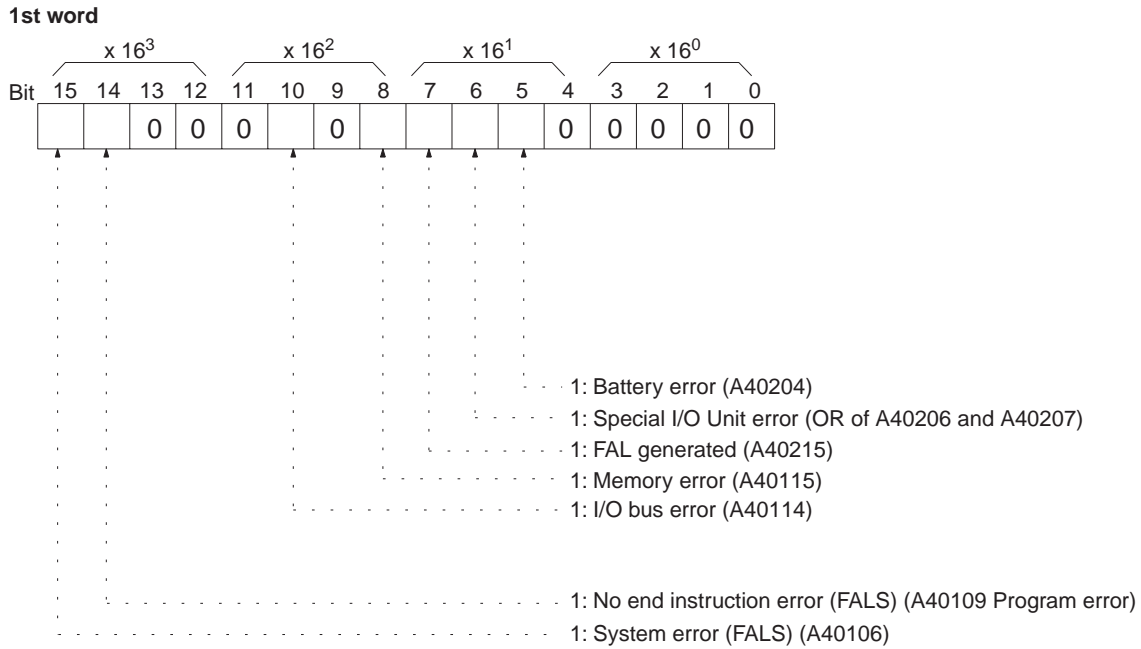 1st word
x 16³ x 16² x 16¹ x 16⁰
Bit 15 14 13 12 11 10 9 8 7 6 5 4 3 2 1 0
0 0 0 0 0 0 0 0 0
1: Battery error (A40204)
1: Special I/O Unit error (OR of A40206 and A40207)
1: FAL generated (A40215)
1: Memory error (A40115)
1: I/O bus error (A40114)
1: No end instruction error (FALS) (A40109 Program error)
1: System error (FALS) (A40106)